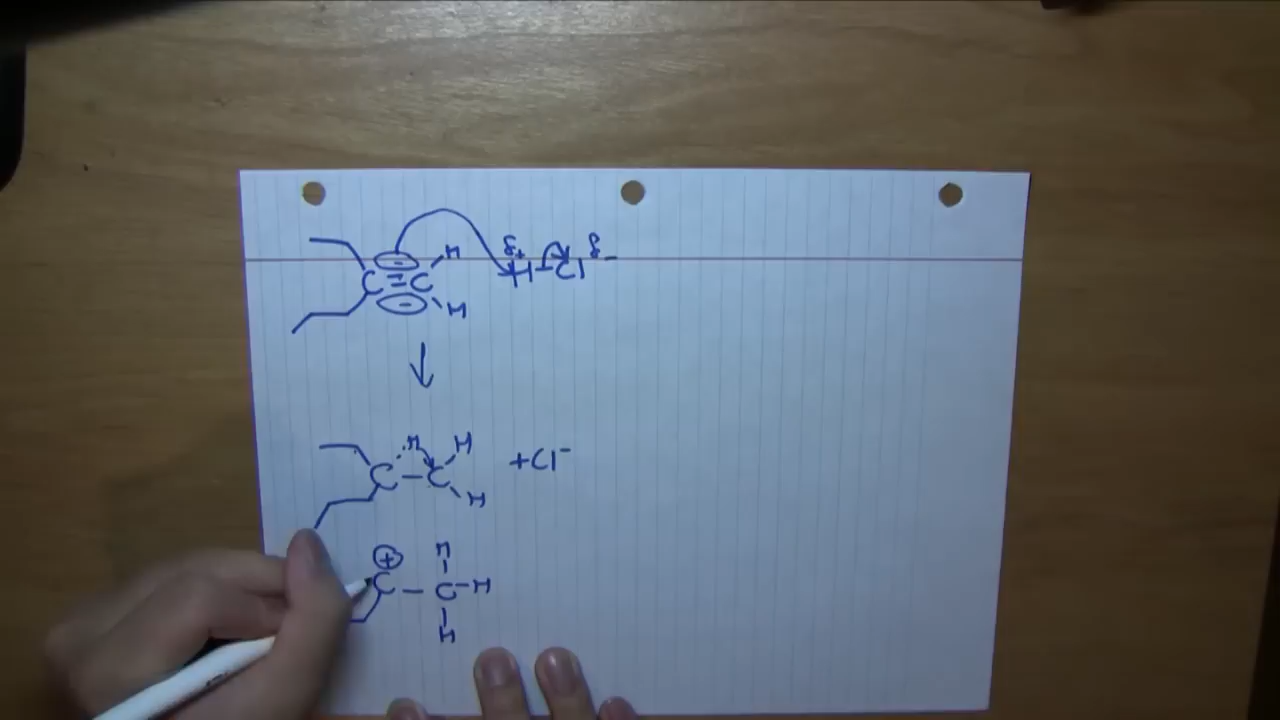 H δ+ H-Cl δ-
C=C
H
H H +Cl⁻
C-C
H
⊕ H
C-C-H
H